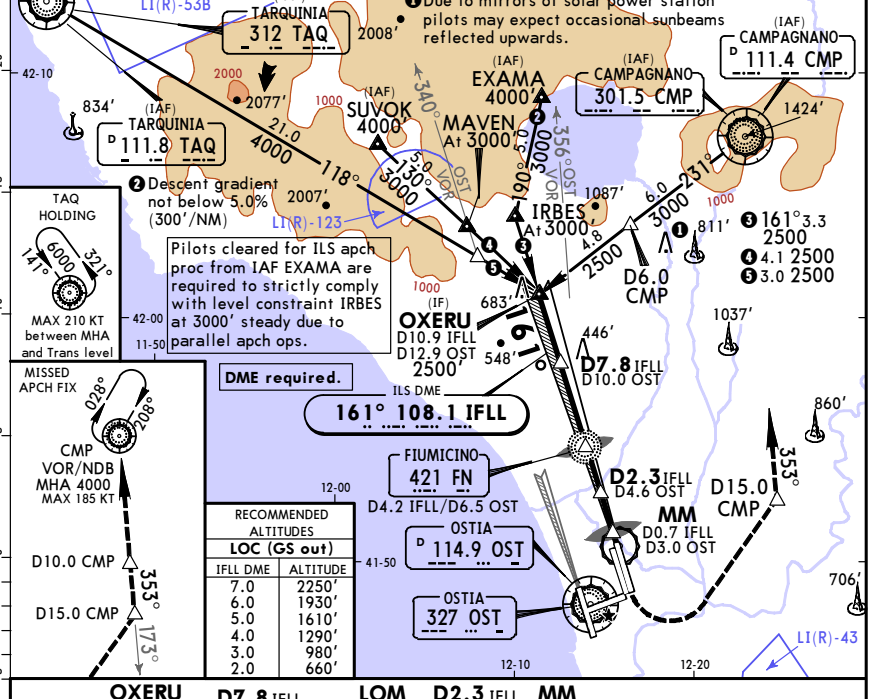 LI(R)-53B
TARQUINIA
312 TAQ
2008'
❶ Due to mirrors of solar power station
pilots may expect occasional sunbeams
reflected upwards.
(IAF)
CAMPAGNANO
D 111.4 CMP
42-10
2000
2077'
834'
(IAF)
TARQUINIA
D 111.8 TAQ
21.0
4000
118°
1000
(IAF)
SUVOK
4000'
5.0
130°
3000
340°
OST
VOR
MAVEN
At 3000'
(IAF)
EXAMA
4000'
❷
5.0
3000
190°
356°
OST
VOR
(IAF)
CAMPAGNANO
301.5 CMP
1424'
231°
6.0
3000
1000
❷ Descent gradient
not below 5.0%
(300'/NM)
2007'
LI(R)-123
1087'
IRBES
At 3000'
4.8
2500
D6.0
CMP
❶
811'
❸ 161° 3.3
2500
❹ 4.1 2500
❺ 3.0 2500
❹
❸
❺
TAQ
HOLDING
6000
141°
321°
MAX 210 KT
between MHA
and Trans level
Pilots cleared for ILS apch
proc from IAF EXAMA are
required to strictly comply
with level constraint IRBES
at 3000' steady due to
parallel apch ops.
42-00
11-50
1000
(IF)
OXERU
D10.9 IFLL
D12.9 OST
2500'
683'
548'
161°
446'
D7.8 IFLL
D10.0 OST
1037'
MISSED
APCH FIX
028°
208°
CMP
VOR/NDB
MHA 4000
MAX 185 KT
D10.0 CMP
353°
D15.0 CMP
173°
DME required.
ILS DME
161° 108.1 IFLL
860'
FIUMICINO
421 FN
D4.2 IFLL/D6.5 OST
D2.3 IFLL
D4.6 OST
MM
D0.7 IFLL
D3.0 OST
353°
D15.0
CMP
12-00
RECOMMENDED
ALTITUDES
LOC (GS out)
IFLL DME ALTITUDE
7.0 2250'
6.0 1930'
5.0 1610'
4.0 1290'
3.0 980'
2.0 660'
OSTIA
D 114.9 OST
41-50
OSTIA
327 OST
706'
LI(R)-43
12-10
12-20
OXERU D7.8 IFLL LOM D2.3 IFLL MM